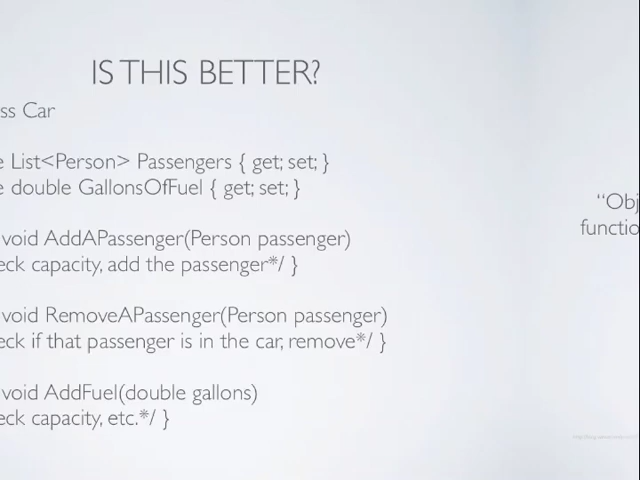 IS THIS BETTER?
ss Car
e List<Person> Passengers { get; set; }
e double GallonsOfFuel { get; set; }
void AddAPassenger(Person passenger)
eck capacity, add the passenger*/ }
void RemoveAPassenger(Person passenger)
eck if that passenger is in the car, remove*/ }
void AddFuel(double gallons)
eck capacity, etc.*/ }
“Obj
functio